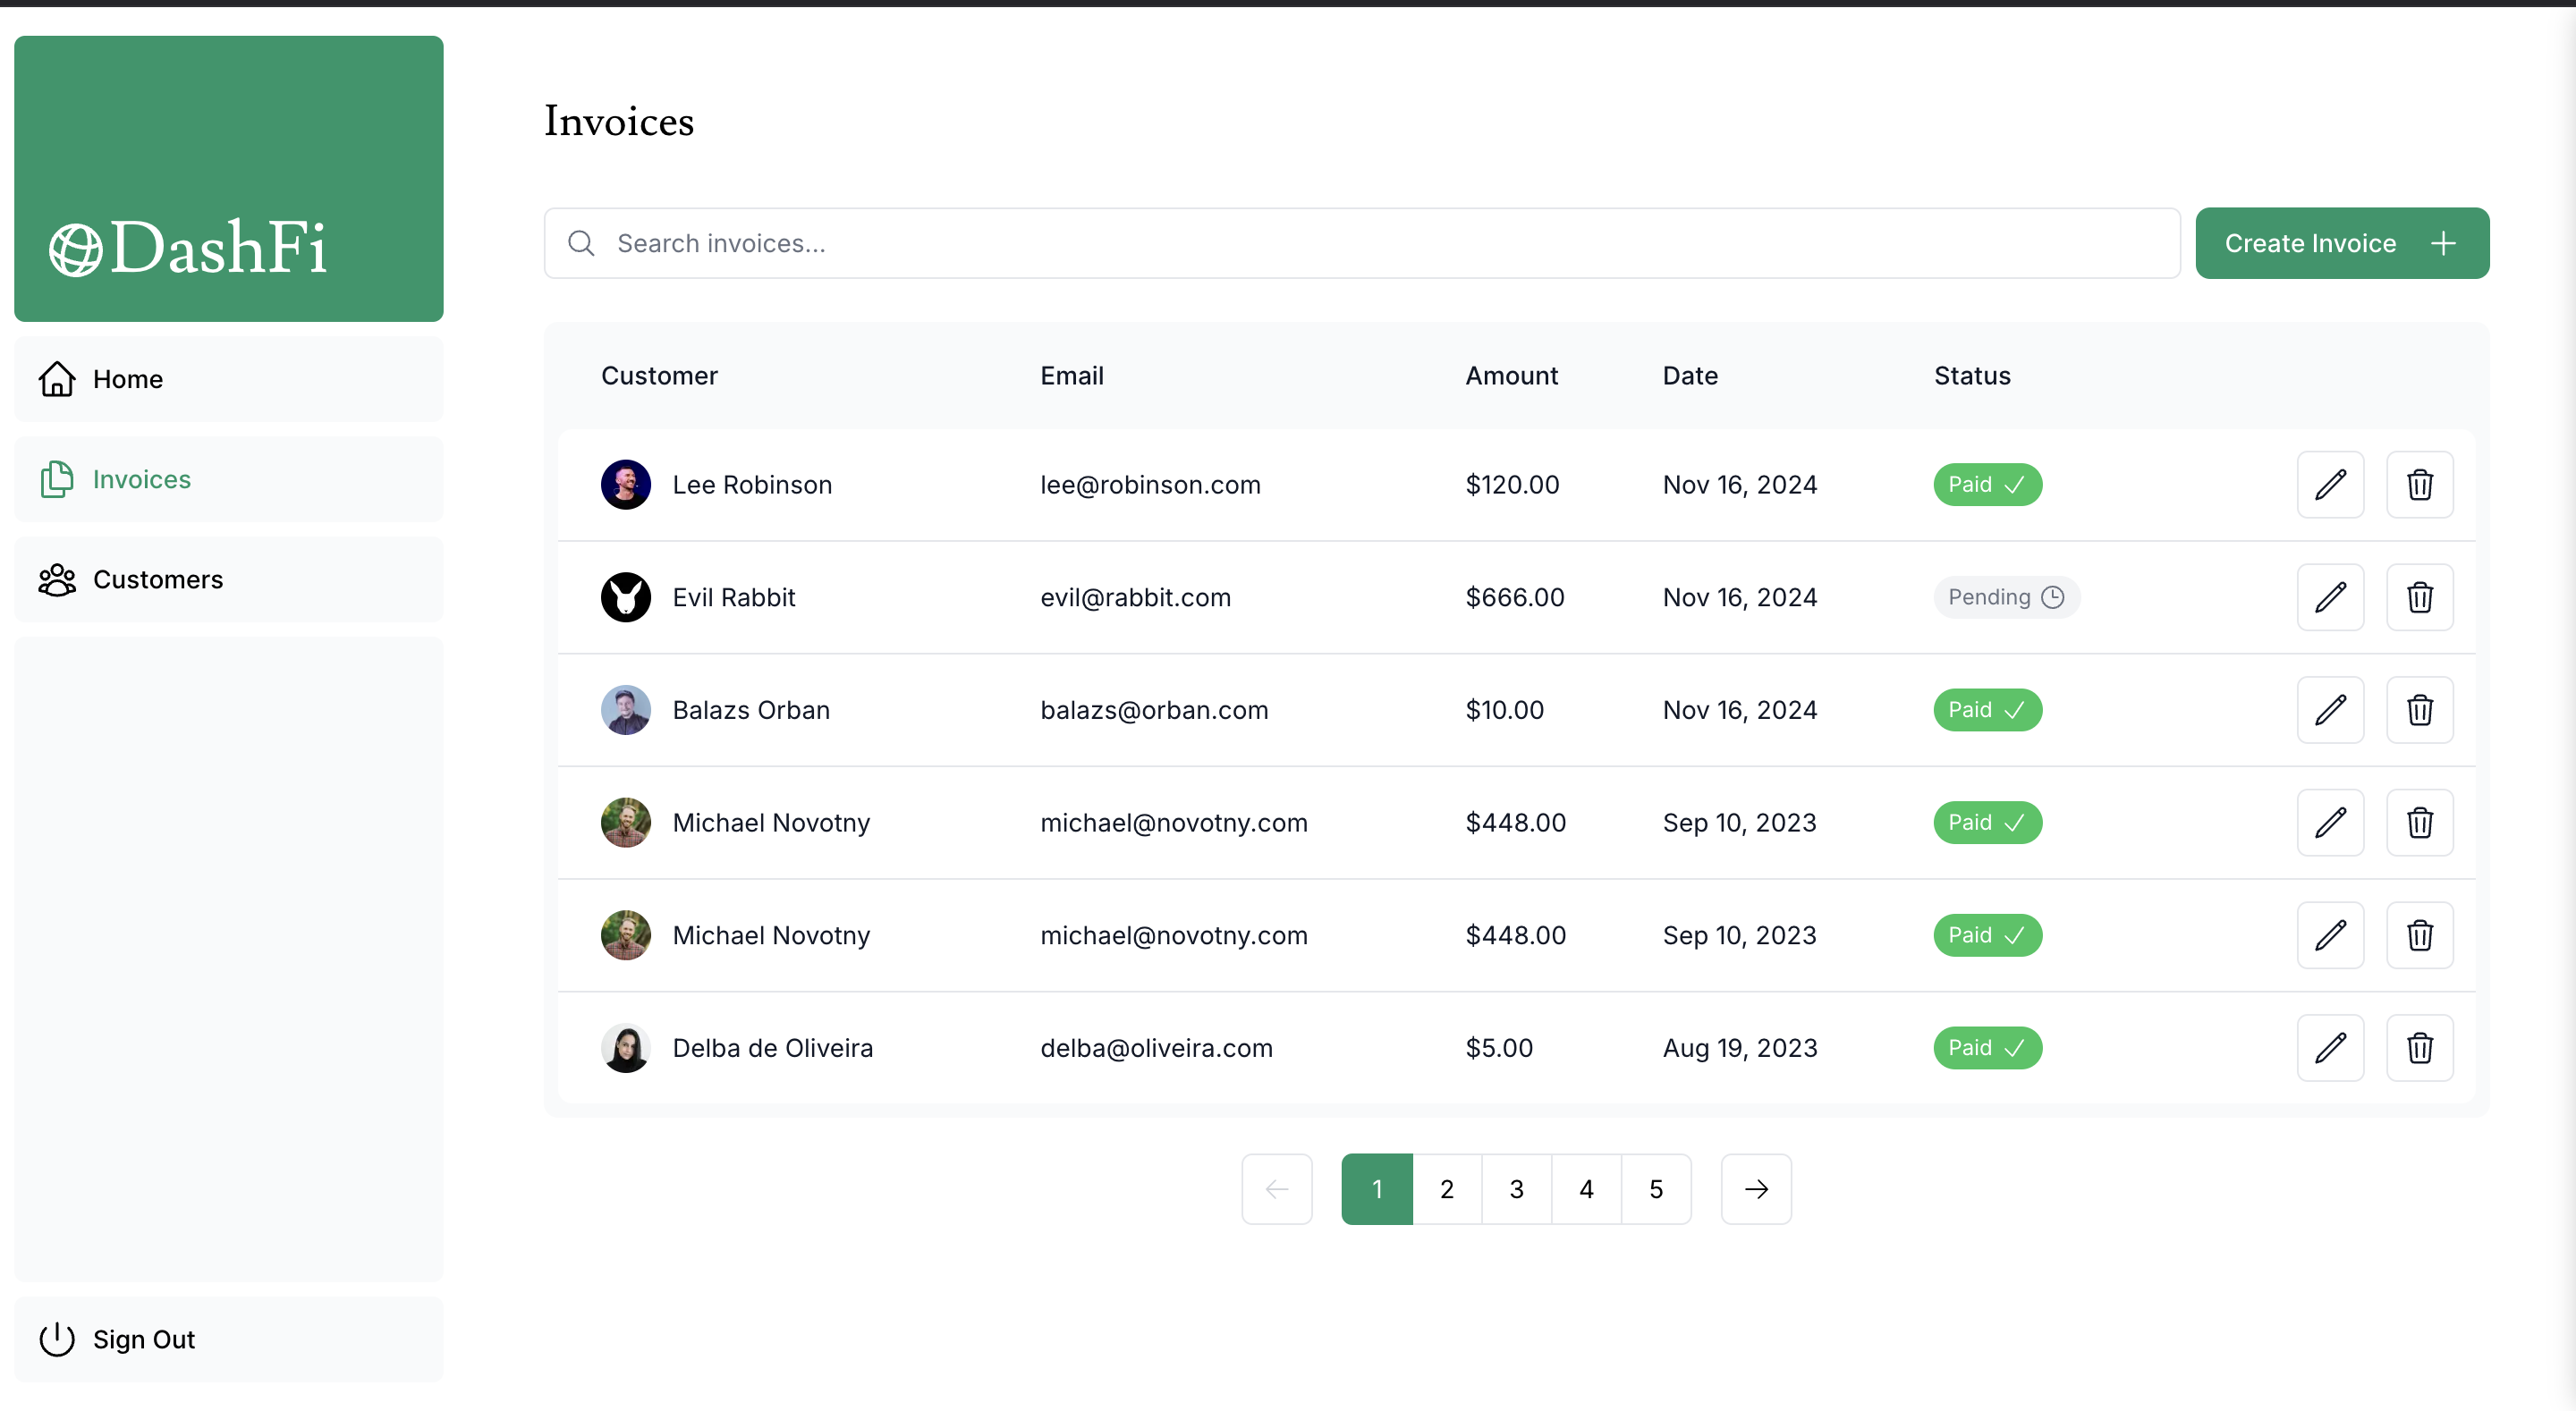 DashFi
Home
Invoices
Customers
Sign Out
Invoices
Search invoices...
Create Invoice
Customer Email Amount Date Status
Lee Robinson lee@robinson.com $120.00 Nov 16, 2024 Paid
Evil Rabbit evil@rabbit.com $666.00 Nov 16, 2024 Pending
Balazs Orban balazs@orban.com $10.00 Nov 16, 2024 Paid
Michael Novotny michael@novotny.com $448.00 Sep 10, 2023 Paid
Michael Novotny michael@novotny.com $448.00 Sep 10, 2023 Paid
Delba de Oliveira delba@oliveira.com $5.00 Aug 19, 2023 Paid
1 2 3 4 5